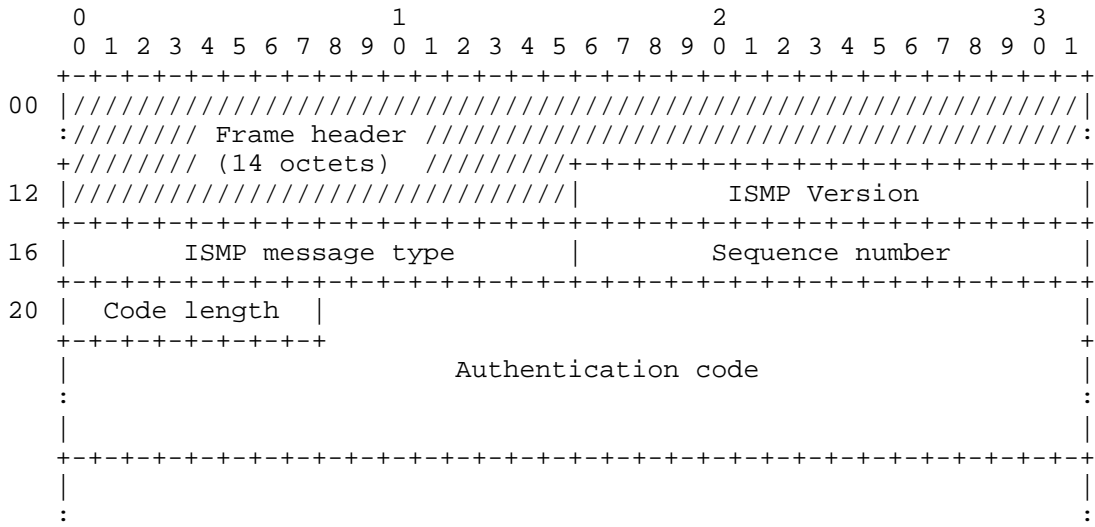 0                   1                   2                   3
    0 1 2 3 4 5 6 7 8 9 0 1 2 3 4 5 6 7 8 9 0 1 2 3 4 5 6 7 8 9 0 1
   +-+-+-+-+-+-+-+-+-+-+-+-+-+-+-+-+-+-+-+-+-+-+-+-+-+-+-+-+-+-+-+-+
00 |///////////////////////////////////////////////////////////////|
   ://////// Frame header /////////////////////////////////////////:
   +//////// (14 octets)  /////////+-+-+-+-+-+-+-+-+-+-+-+-+-+-+-+-+
12 |///////////////////////////////|         ISMP Version          |
   +-+-+-+-+-+-+-+-+-+-+-+-+-+-+-+-+-+-+-+-+-+-+-+-+-+-+-+-+-+-+-+-+
16 |       ISMP message type       |        Sequence number        |
   +-+-+-+-+-+-+-+-+-+-+-+-+-+-+-+-+-+-+-+-+-+-+-+-+-+-+-+-+-+-+-+-+
20 |  Code length  |                                               |
   +-+-+-+-+-+-+-+-+                                               +
   |                        Authentication code                    |
   :                                                               :
   |                                                               |
   +-+-+-+-+-+-+-+-+-+-+-+-+-+-+-+-+-+-+-+-+-+-+-+-+-+-+-+-+-+-+-+-+
   |                                                               |
   :                                                               :